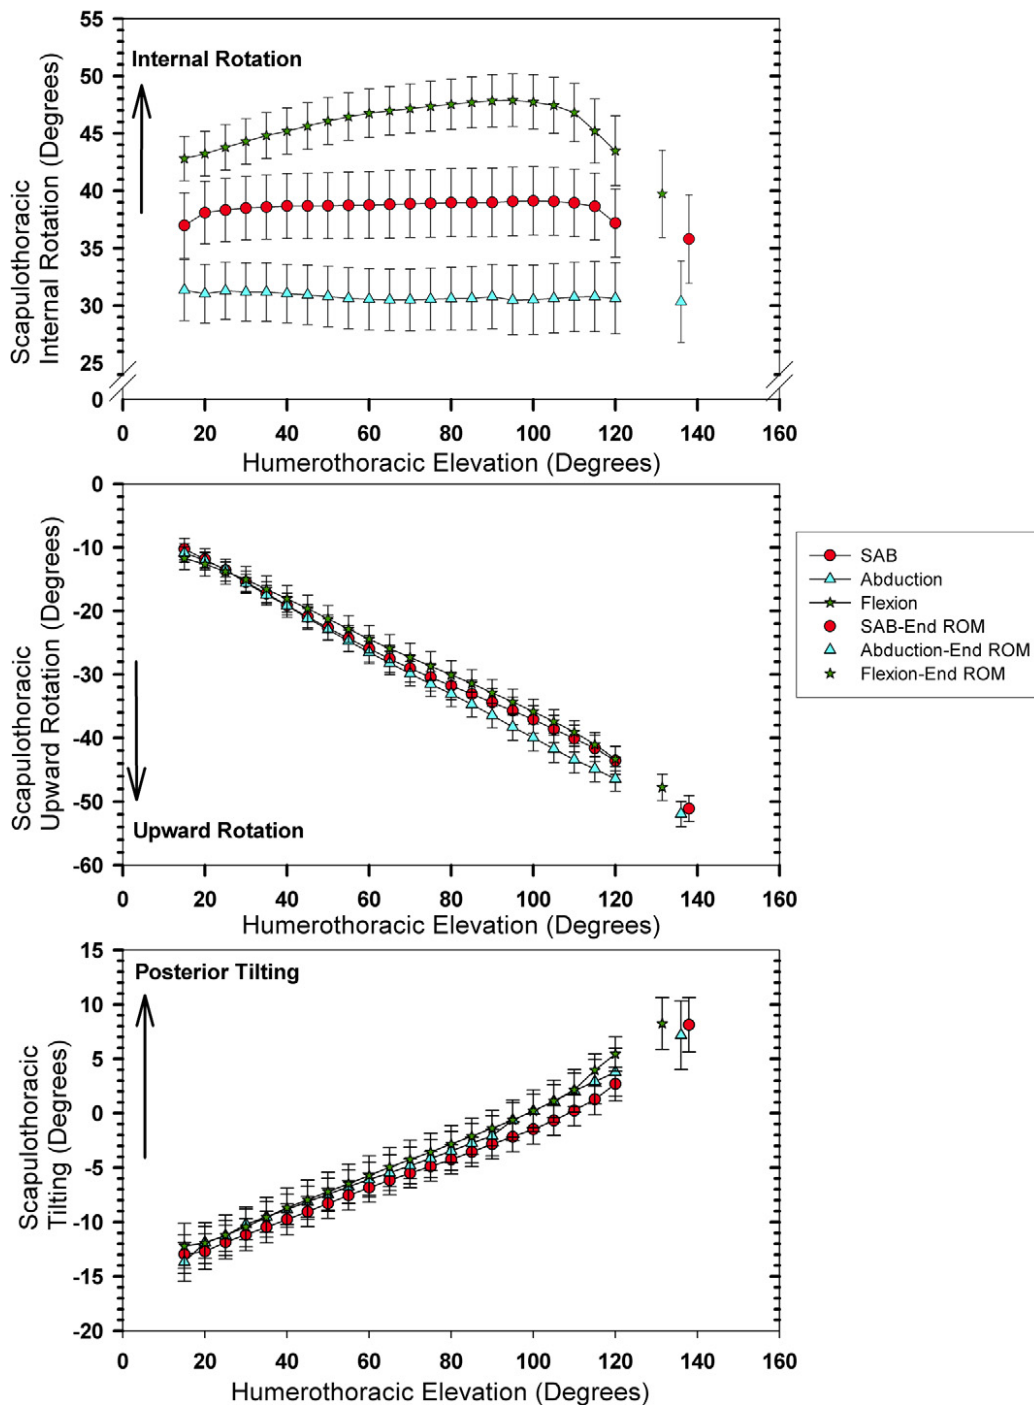 55
50
45
40
35
30
25
0
Internal Rotation
Scapulothoracic
Internal Rotation (Degrees)
0 20 40 60 80 100 120 140 160
Humerothoracic Elevation (Degrees)
0
-10
-20
-30
-40
-50
-60
Scapulothoracic
Upward Rotation (Degrees)
Upward Rotation
0 20 40 60 80 100 120 140 160
Humerothoracic Elevation (Degrees)
SAB
Abduction
Flexion
SAB-End ROM
Abduction-End ROM
Flexion-End ROM
15
10
5
0
-5
-10
-15
-20
Posterior Tilting
Scapulothoracic
Tilting (Degrees)
0 20 40 60 80 100 120 140 160
Humerothoracic Elevation (Degrees)